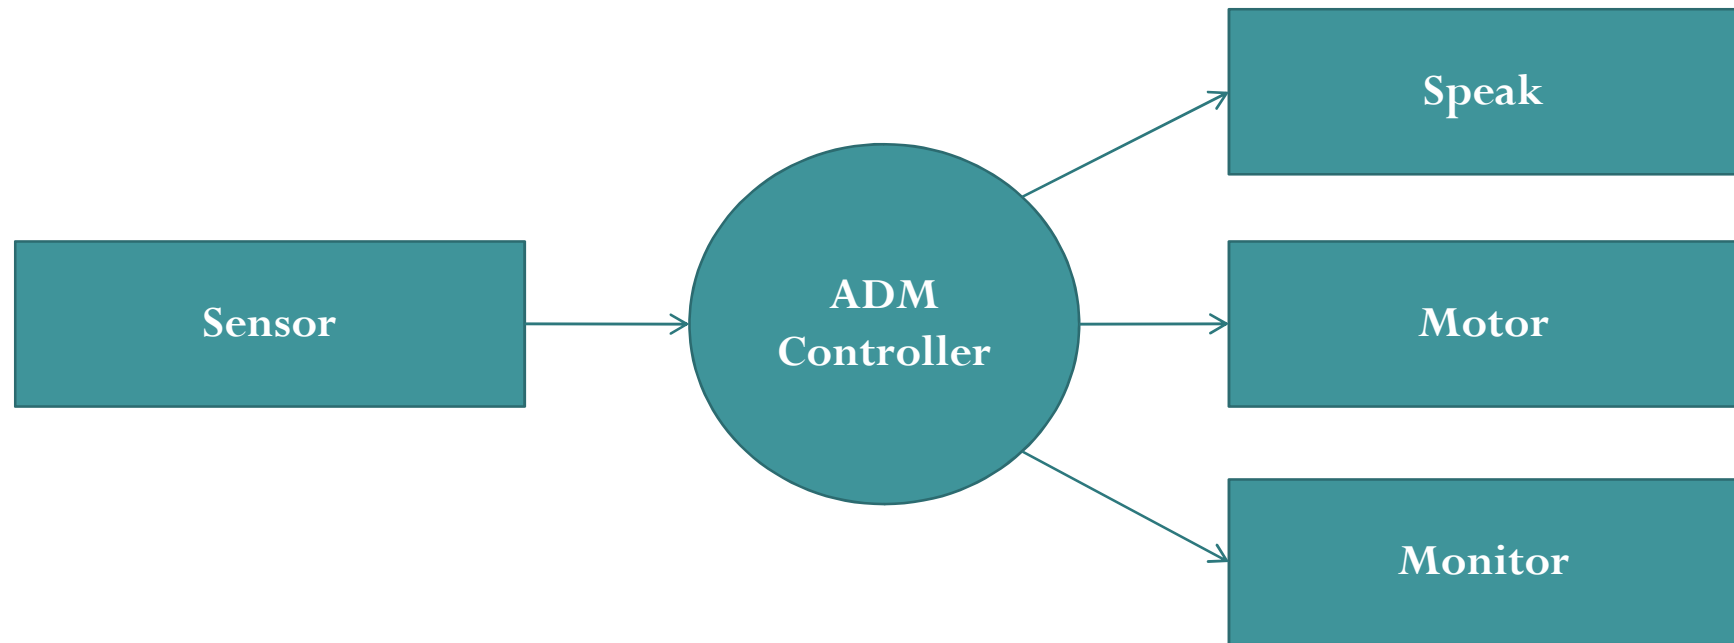 Speak
Sensor
ADM
Controller
Motor
Monitor